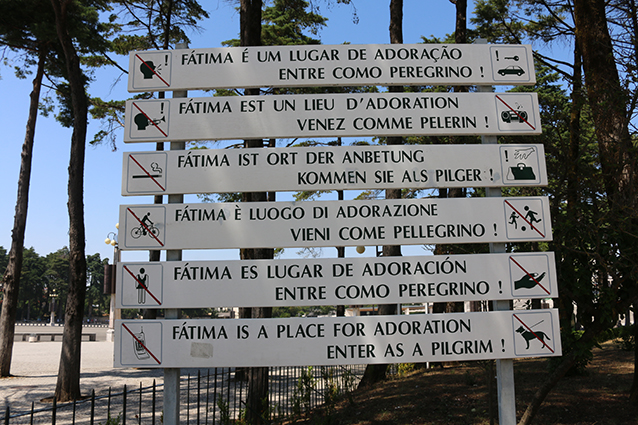 FÁTIMA É UM LUGAR DE ADORAÇÃO
ENTRE COMO PEREGRINO !
FÁTIMA EST UN LIEU D'ADORATION
VENEZ COMME PELERIN !
FÁTIMA IST ORT DER ANBETUNG
KOMMEN SIE ALS PILGER !
FÁTIMA È LUOGO DI ADORAZIONE
VIENI COME PELLEGRINO !
FÁTIMA ES LUGAR DE ADORACIÓN
ENTRE COMO PEREGRINO !
FÁTIMA IS A PLACE FOR ADORATION
ENTER AS A PILGRIM !